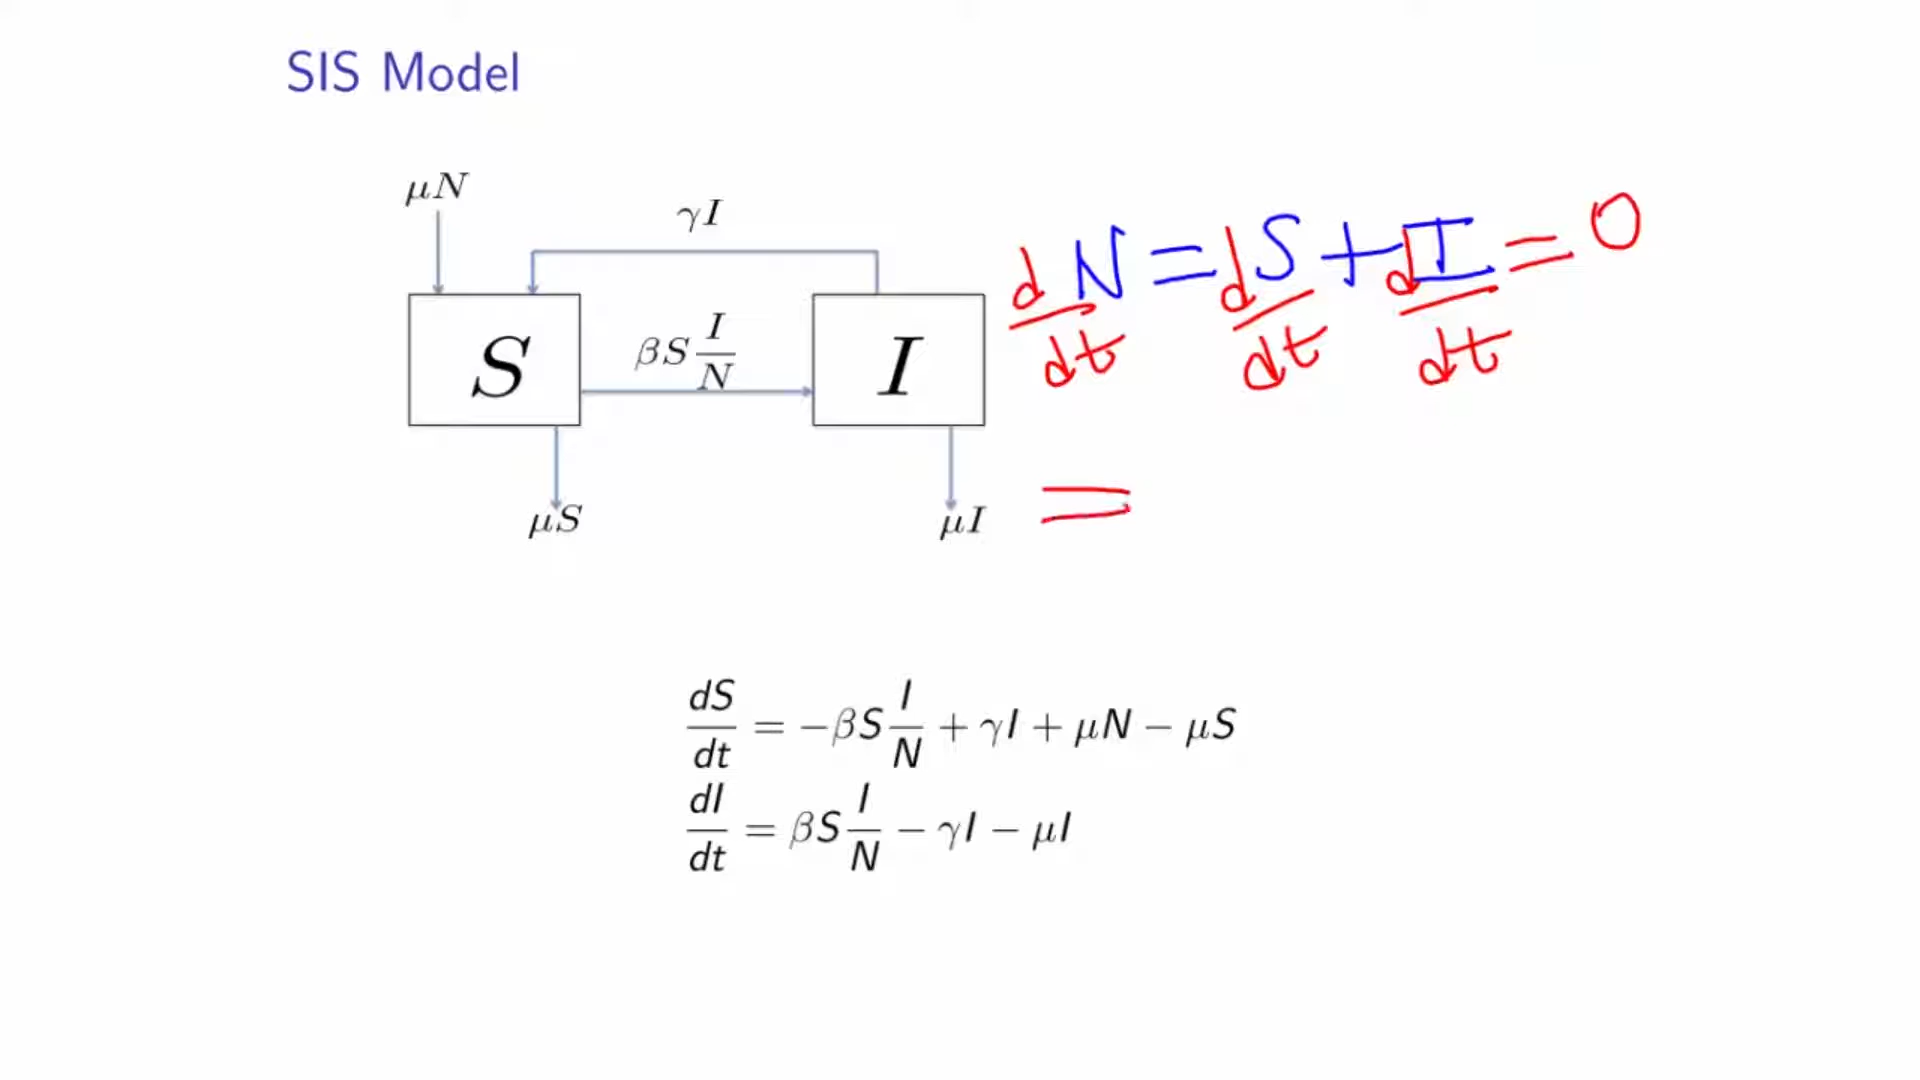 SIS Model
μN
γI
dN/dt = dS/dt + dI/dt = 0
S
βS I/N
I
μS
μI
=
dS/dt = −βS I/N + γI + μN − μS
dI/dt = βS I/N − γI − μI